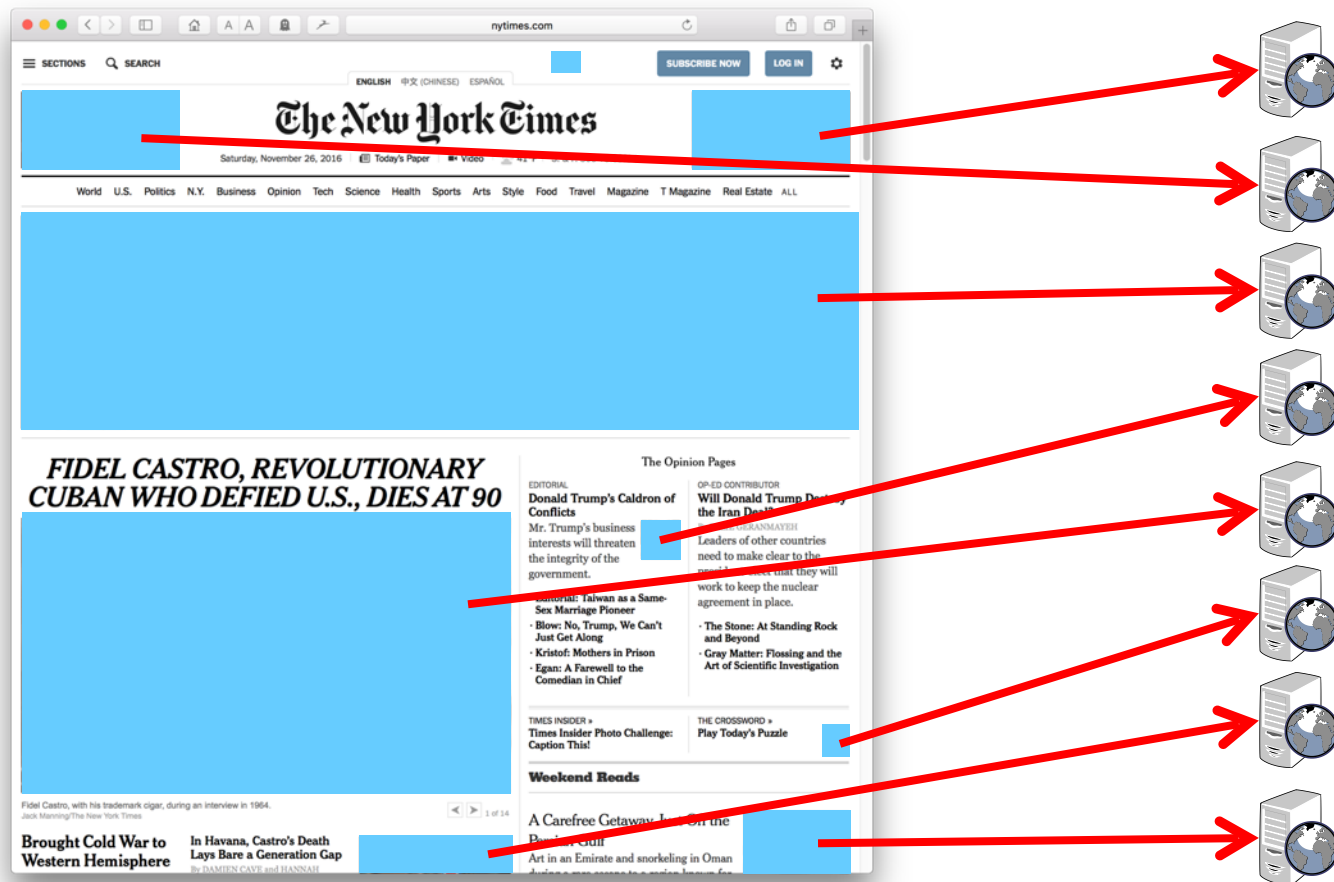 nytimes.com
A A
SECTIONS SEARCH
SUBSCRIBE NOW LOG IN
ENGLISH 中文 (CHINESE) ESPAÑOL
The New York Times
Saturday, November 26, 2016 Today's Paper Video 41°F
World U.S. Politics N.Y. Business Opinion Tech Science Health Sports Arts Style Food Travel Magazine T Magazine Real Estate ALL
FIDEL CASTRO, REVOLUTIONARY
CUBAN WHO DEFIED U.S., DIES AT 90
Fidel Castro, with his trademark cigar, during an interview in 1964.
Jack Manning/The New York Times
1 of 14
Brought Cold War to
Western Hemisphere
In Havana, Castro's Death
Lays Bare a Generation Gap
By DAMIEN CAVE and HANNAH
The Opinion Pages
EDITORIAL
Donald Trump's Caldron of
Conflicts
Mr. Trump's business
interests will threaten
the integrity of the
government.
· Editorial: Taiwan as a Same-
Sex Marriage Pioneer
· Blow: No, Trump, We Can't
Just Get Along
· Kristof: Mothers in Prison
· Egan: A Farewell to the
Comedian in Chief
OP-ED CONTRIBUTOR
Will Donald Trump Destroy
the Iran Deal?
GERANMAYEH
Leaders of other countries
need to make clear to the
that they will
work to keep the nuclear
agreement in place.
· The Stone: At Standing Rock
and Beyond
· Gray Matter: Flossing and the
Art of Scientific Investigation
TIMES INSIDER »
Times Insider Photo Challenge:
Caption This!
THE CROSSWORD »
Play Today's Puzzle
Weekend Reads
A Carefree Getaway Just Off the
Persian Gulf
Art in an Emirate and snorkeling in Oman